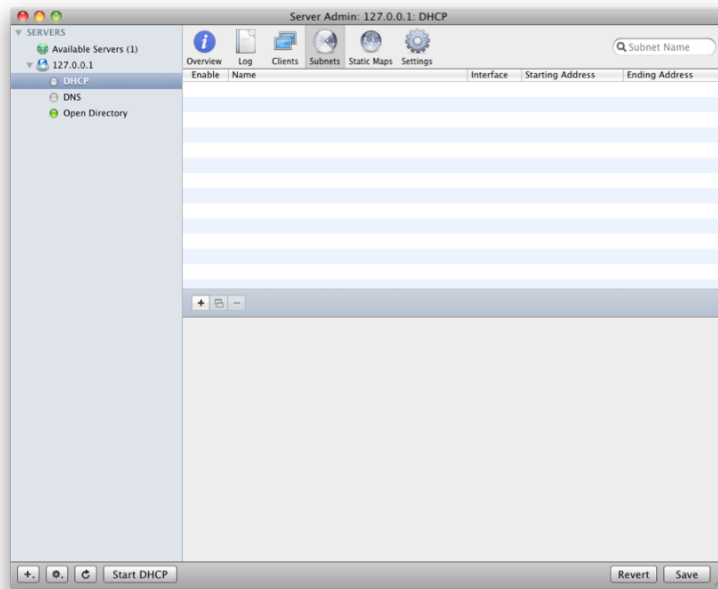 Server Admin: 127.0.0.1: DHCP
SERVERS
Available Servers (1)
127.0.0.1
DHCP
DNS
Open Directory
Overview Log Clients Subnets Static Maps Settings
Subnet Name
Enable Name Interface Starting Address Ending Address
Start DHCP
Revert Save